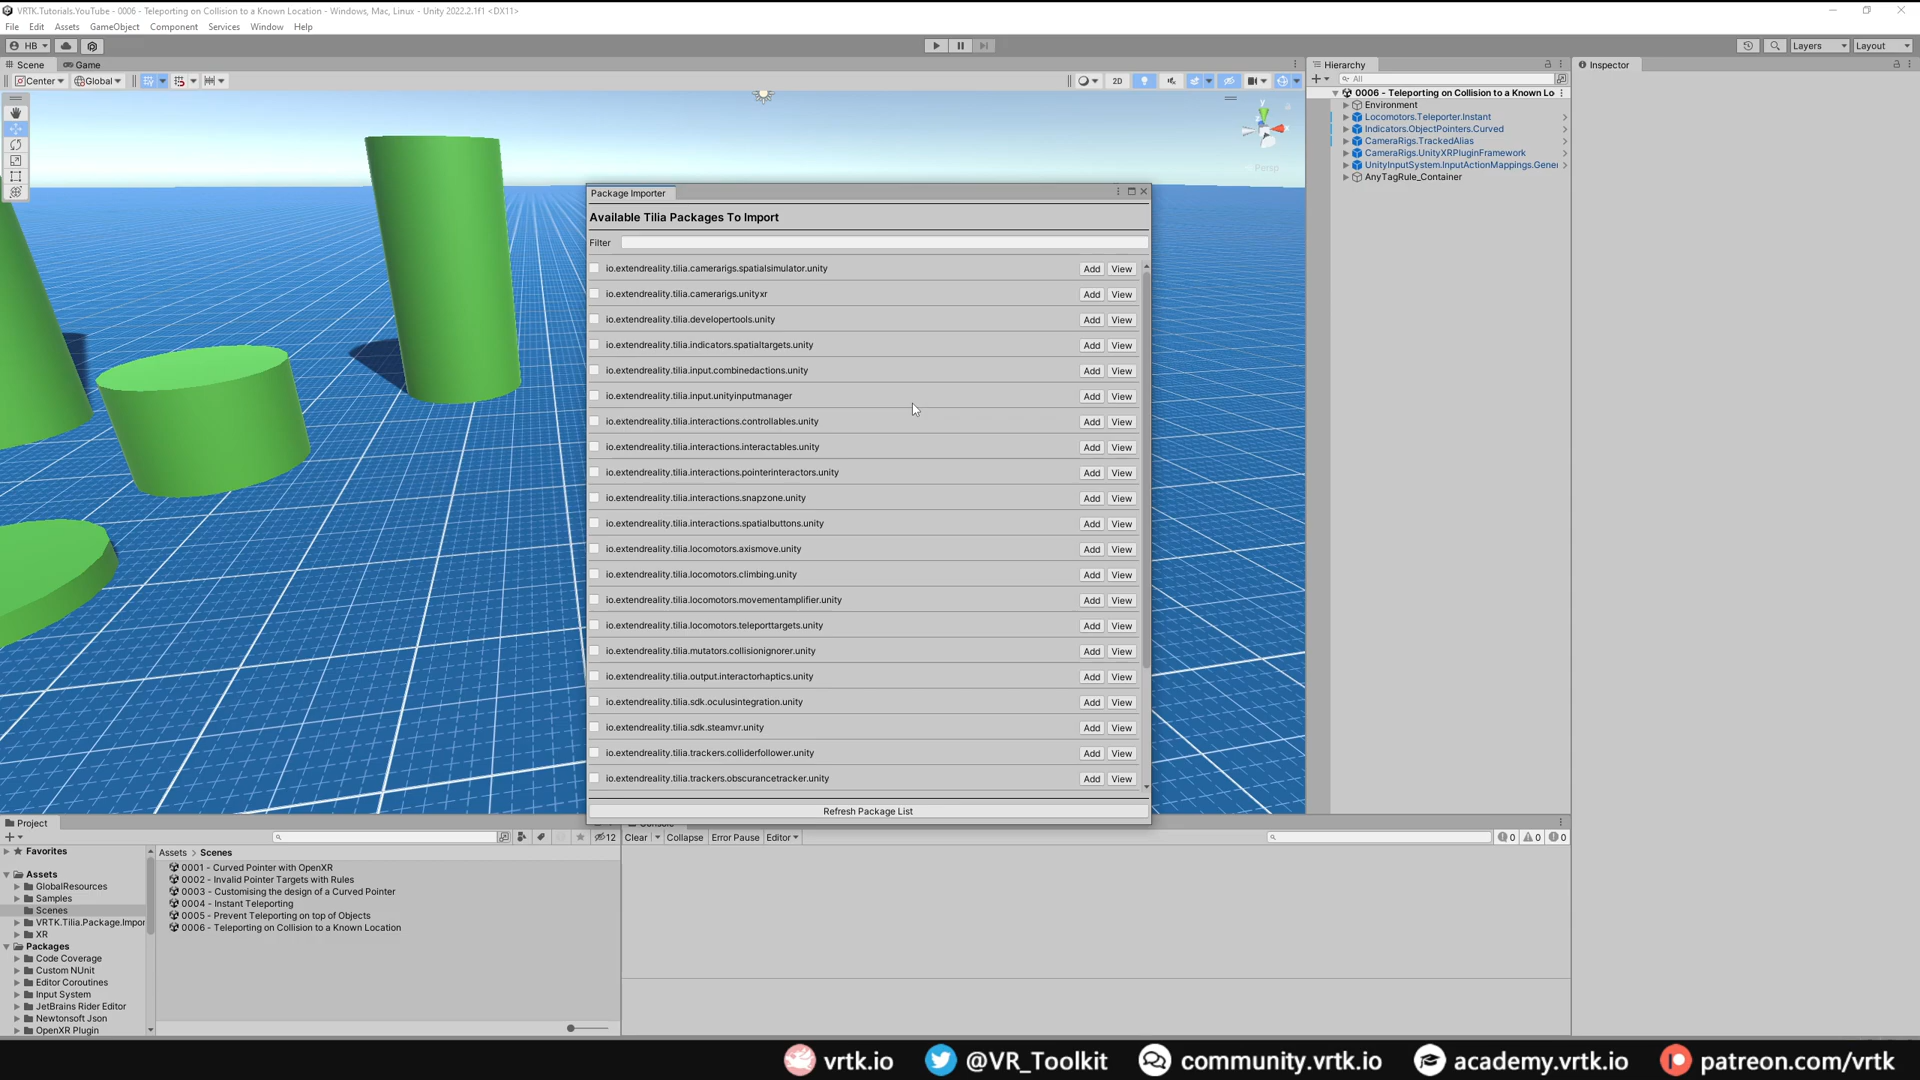 VRTK.Tutorials.YouTube - 0006 - Teleporting on Collision to a Known Location - Windows, Mac, Linux - Unity 2022.2.1f1 <DX11>
File Edit Assets GameObject Component Services Window Help
HB Layers Layout
Scene Game Hierarchy Inspector
Center Global 2D All
0006 - Teleporting on Collision to a Known Lo
Environment
Locomotors.Teleporter.Instant
Indicators.ObjectPointers.Curved
CameraRigs.TrackedAlias
CameraRigs.UnityXRPluginFramework
UnityInputSystem.InputActionMappings.Gener
AnyTagRule_Container
y
x
Persp
Package Importer
Available Tilia Packages To Import
Filter
io.extendreality.tilia.camerarigs.spatialsimulator.unity Add View
io.extendreality.tilia.camerarigs.unityxr Add View
io.extendreality.tilia.developertools.unity Add View
io.extendreality.tilia.indicators.spatialtargets.unity Add View
io.extendreality.tilia.input.combinedactions.unity Add View
io.extendreality.tilia.input.unityinputmanager Add View
io.extendreality.tilia.interactions.controllables.unity Add View
io.extendreality.tilia.interactions.interactables.unity Add View
io.extendreality.tilia.interactions.pointerinteractors.unity Add View
io.extendreality.tilia.interactions.snapzone.unity Add View
io.extendreality.tilia.interactions.spatialbuttons.unity Add View
io.extendreality.tilia.locomotors.axismove.unity Add View
io.extendreality.tilia.locomotors.climbing.unity Add View
io.extendreality.tilia.locomotors.movementamplifier.unity Add View
io.extendreality.tilia.locomotors.teleporttargets.unity Add View
io.extendreality.tilia.mutators.collisionignorer.unity Add View
io.extendreality.tilia.output.interactorhaptics.unity Add View
io.extendreality.tilia.sdk.oculusintegration.unity Add View
io.extendreality.tilia.sdk.steamvr.unity Add View
io.extendreality.tilia.trackers.colliderfollower.unity Add View
io.extendreality.tilia.trackers.obscurancetracker.unity Add View
Refresh Package List
Project
12 Clear Collapse Error Pause Editor 0 0 0
Favorites
Assets
GlobalResources
Samples
Scenes
VRTK.Tilia.Package.Impor
XR
Packages
Code Coverage
Custom NUnit
Editor Coroutines
Input System
JetBrains Rider Editor
Newtonsoft Json
OpenXR Plugin
Assets > Scenes
0001 - Curved Pointer with OpenXR
0002 - Invalid Pointer Targets with Rules
0003 - Customising the design of a Curved Pointer
0004 - Instant Teleporting
0005 - Prevent Teleporting on top of Objects
0006 - Teleporting on Collision to a Known Location
vrtk.io @VR_Toolkit community.vrtk.io academy.vrtk.io patreon.com/vrtk